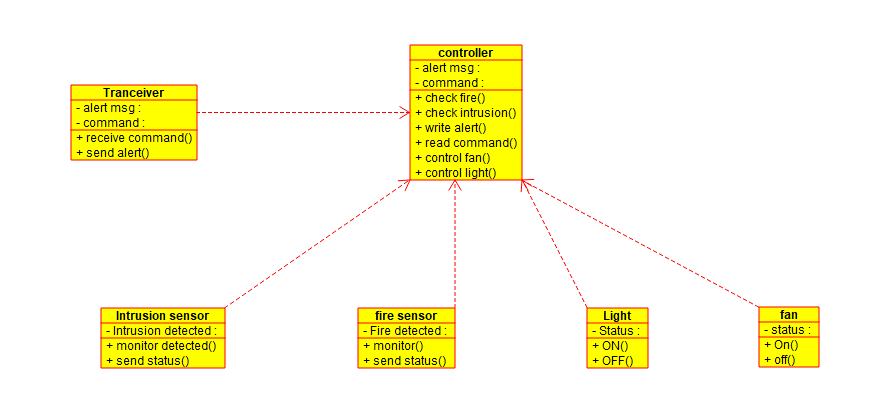 controller
- alert msg :
- command :
+ check fire()
+ check intrusion()
+ write alert()
+ read command()
+ control fan()
+ control light()
Tranceiver
- alert msg :
- command :
+ receive command()
+ send alert()
Intrusion sensor
- Intrusion detected :
+ monitor detected()
+ send status()
fire sensor
- Fire detected :
+ monitor()
+ send status()
Light
- Status :
+ ON()
+ OFF()
fan
- status :
+ On()
+ off()